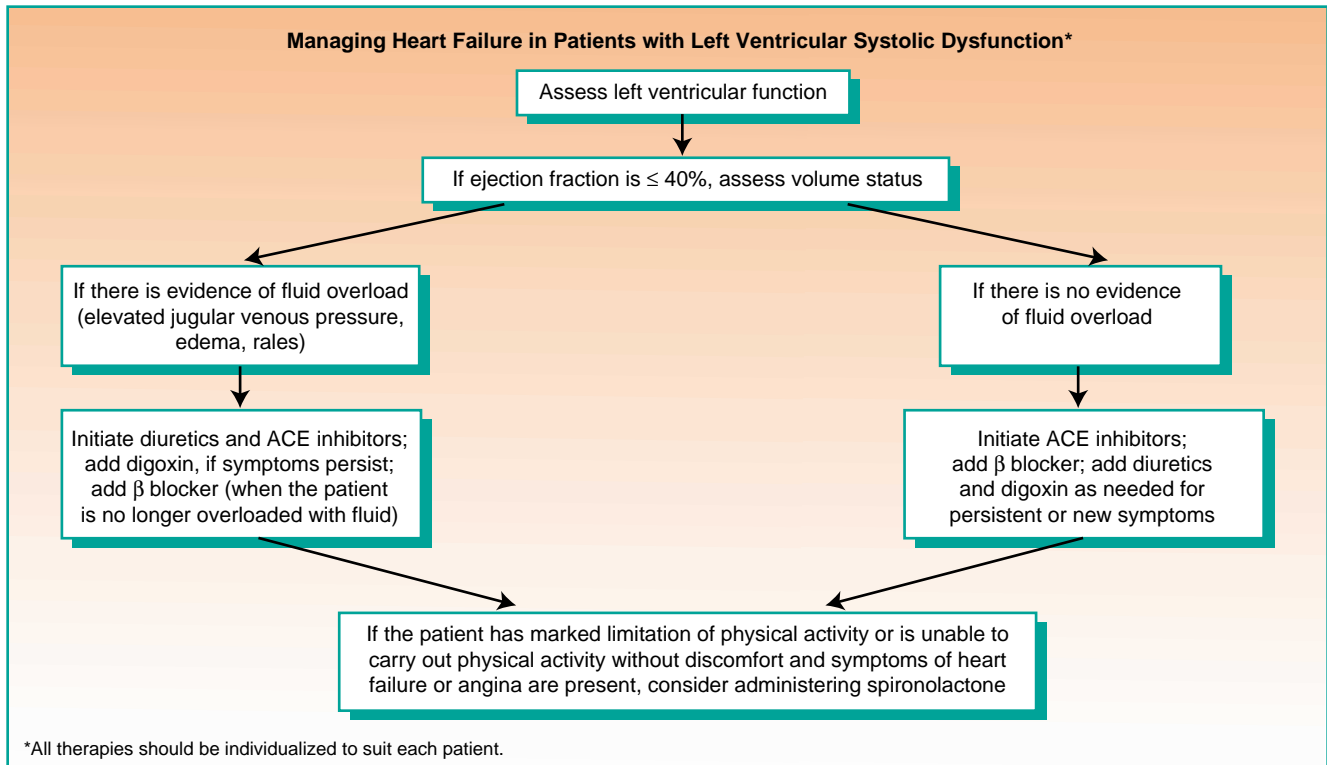 Managing Heart Failure in Patients with Left Ventricular Systolic Dysfunction*
Assess left ventricular function
If ejection fraction is ≤ 40%, assess volume status
If there is evidence of fluid overload
(elevated jugular venous pressure,
edema, rales)
If there is no evidence
of fluid overload
Initiate diuretics and ACE inhibitors;
add digoxin, if symptoms persist;
add β blocker (when the patient
is no longer overloaded with fluid)
Initiate ACE inhibitors;
add β blocker; add diuretics
and digoxin as needed for
persistent or new symptoms
If the patient has marked limitation of physical activity or is unable to
carry out physical activity without discomfort and symptoms of heart
failure or angina are present, consider administering spironolactone
*All therapies should be individualized to suit each patient.